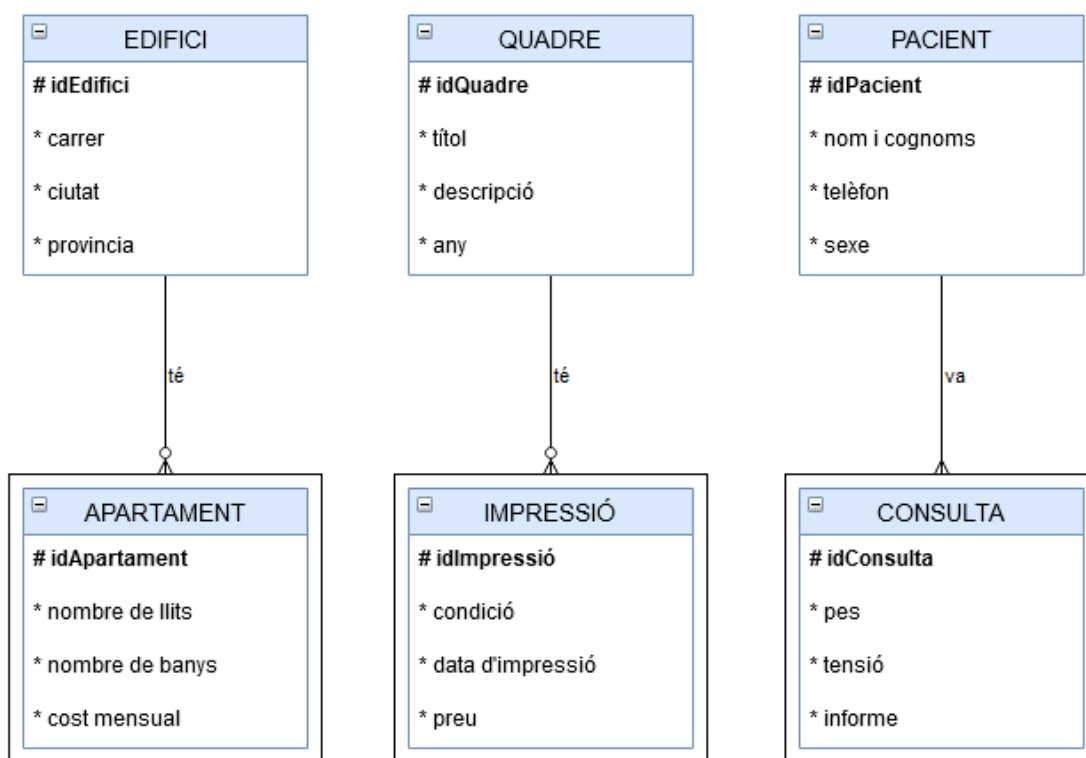 EDIFICI
# idEdifici
* carrer
* ciutat
* provincia
té
APARTAMENT
# idApartament
* nombre de llits
* nombre de banys
* cost mensual
QUADRE
# idQuadre
* títol
* descripció
* any
té
IMPRESSIÓ
# idImpressió
* condició
* data d'impressió
* preu
PACIENT
# idPacient
* nom i cognoms
* telèfon
* sexe
va
CONSULTA
# idConsulta
* pes
* tensió
* informe